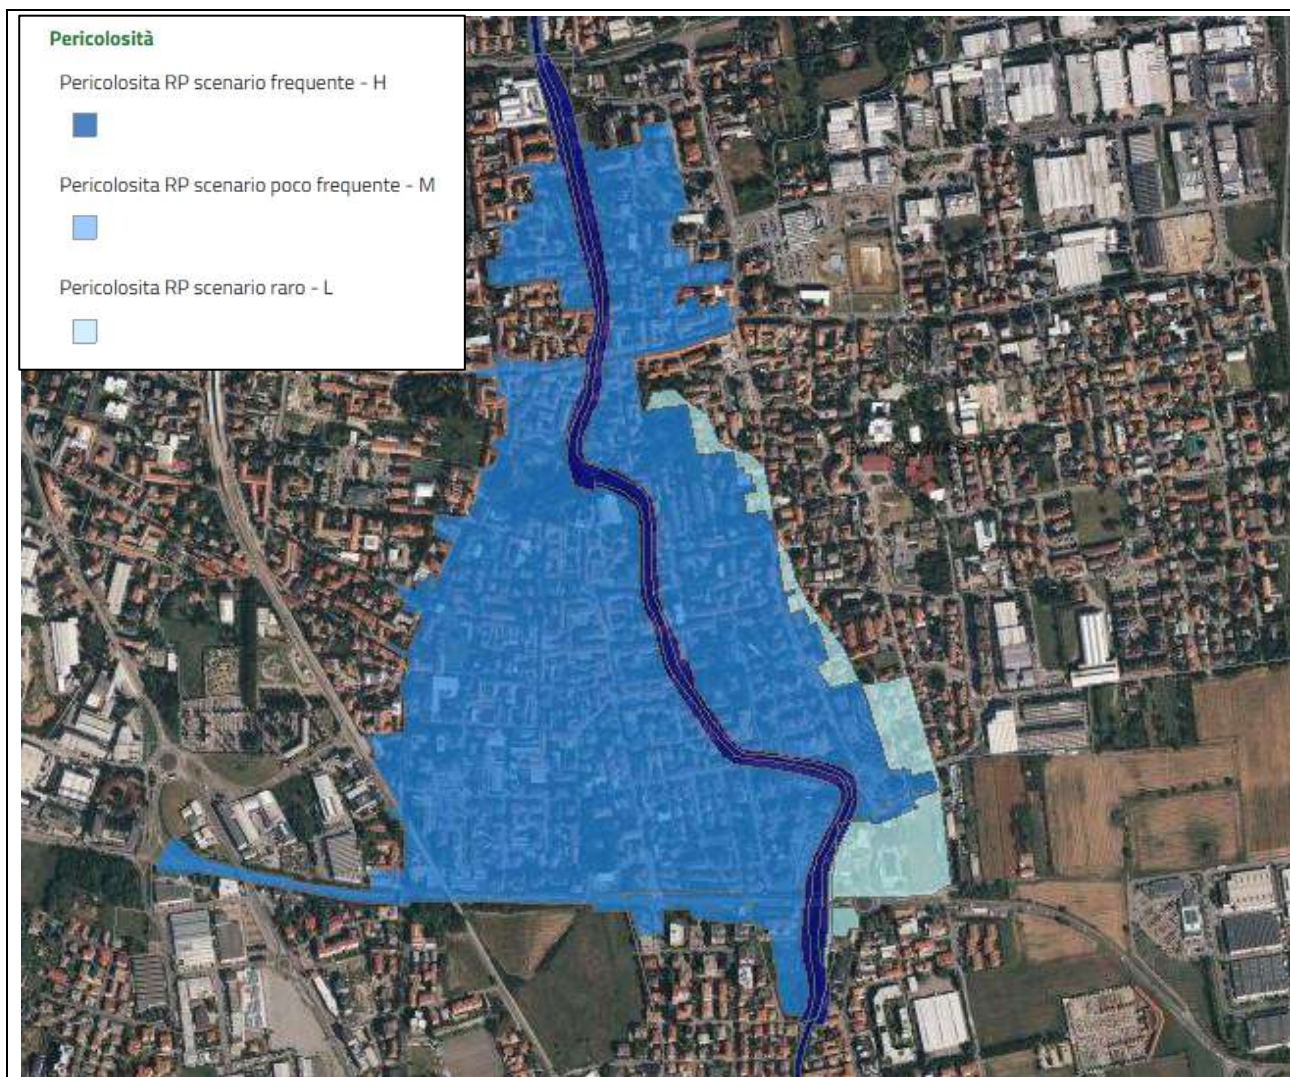 Pericolosità
Pericolosita RP scenario frequente - H
Pericolosita RP scenario poco frequente - M
Pericolosita RP scenario raro - L